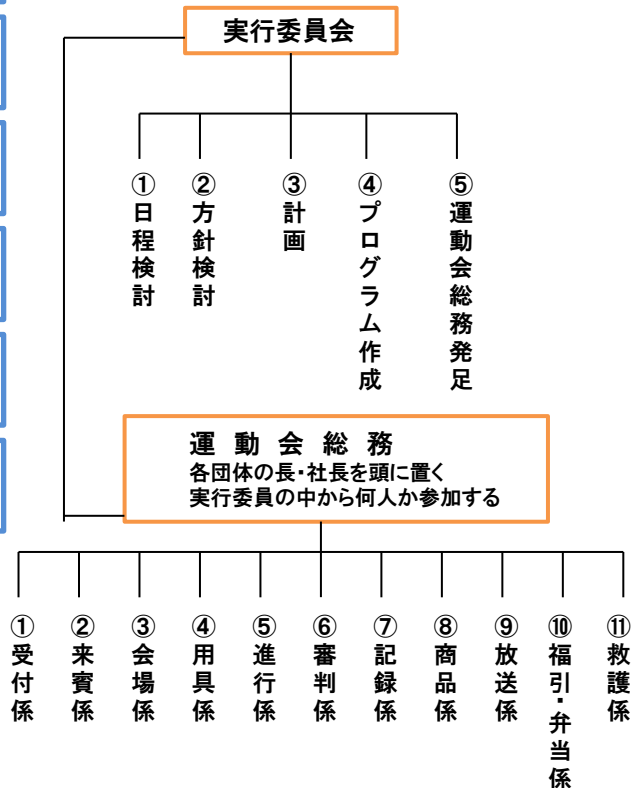 実行委員会
①日程検討
②方針検討
③計画
④プログラム作成
⑤運動会総務発足
運 動 会 総 務
各団体の長・社長を頭に置く
実行委員の中から何人か参加する
①受付係
②来賓係
③会場係
④用具係
⑤進行係
⑥審判係
⑦記録係
⑧商品係
⑨放送係
⑩福引・弁当係
⑪救護係